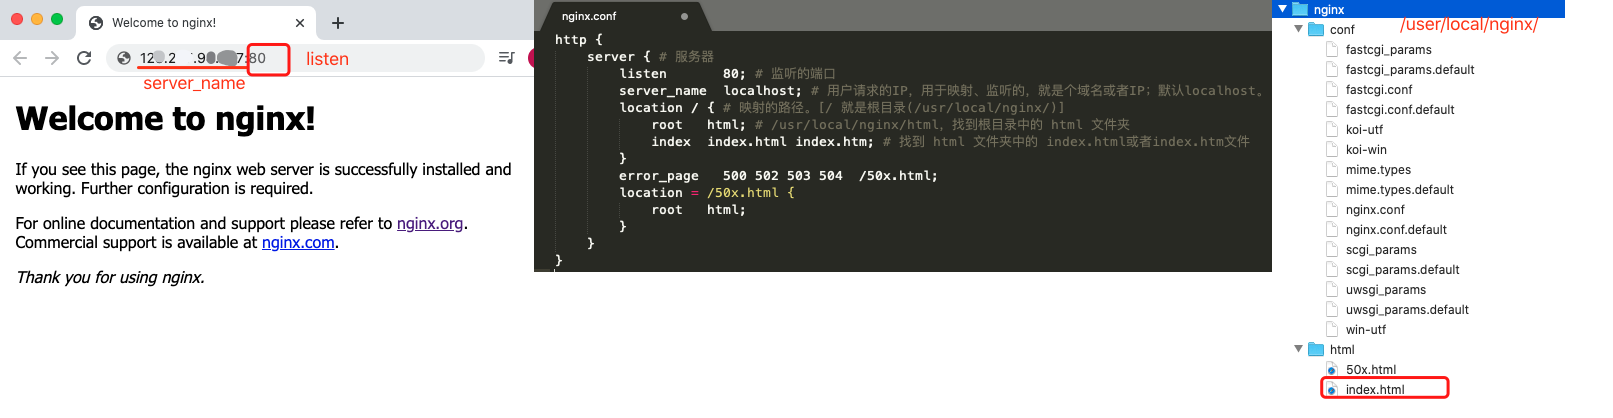 Welcome to nginx!
:80
listen
server_name
Welcome to nginx!
If you see this page, the nginx web server is successfully installed and
working. Further configuration is required.
For online documentation and support please refer to nginx.org.
Commercial support is available at nginx.com.
Thank you for using nginx.
nginx.conf
http {
server { # 服务器
listen 80; # 监听的端口
server_name localhost; # 用户请求的IP，用于映射、监听的，就是个域名或者IP；默认localhost。
location / { # 映射的路径。[/ 就是根目录(/usr/local/nginx/)]
root html; # /usr/local/nginx/html，找到根目录中的 html 文件夹
index index.html index.htm; # 找到 html 文件夹中的 index.html或者index.htm文件
}
error_page 500 502 503 504 /50x.html;
location = /50x.html {
root html;
}
}
}
nginx
/user/local/nginx/
conf
fastcgi_params
fastcgi_params.default
fastcgi.conf
fastcgi.conf.default
koi-utf
koi-win
mime.types
mime.types.default
nginx.conf
nginx.conf.default
scgi_params
scgi_params.default
uwsgi_params
uwsgi_params.default
win-utf
html
50x.html
index.html